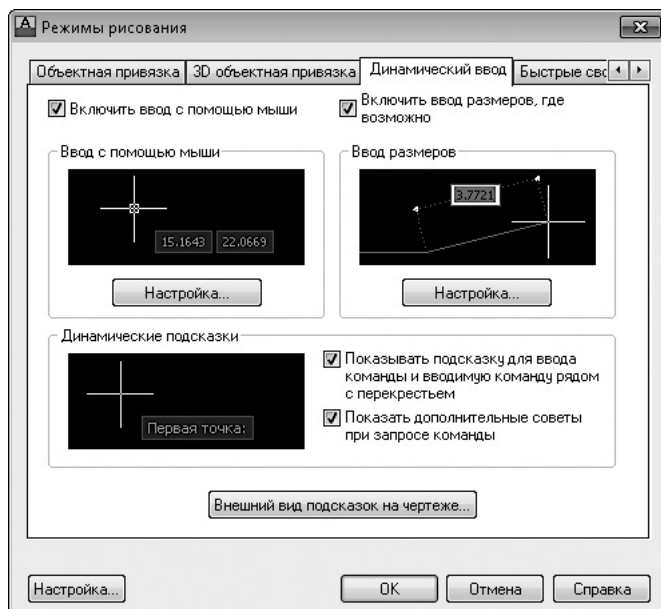 A Режимы рисования
Объектная привязка 3D объектная привязка Динамический ввод Быстрые сво
Включить ввод с помощью мыши
Включить ввод размеров, где
возможно
Ввод с помощью мыши
15.1643 22.0669
Настройка...
Ввод размеров
3.7721
Настройка...
Динамические подсказки
Первая точка:
Показывать подсказку для ввода
команды и вводимую команду рядом
с перекрестьем
Показать дополнительные советы
при запросе команды
Внешний вид подсказок на чертеже...
Настройка... OK Отмена Справка